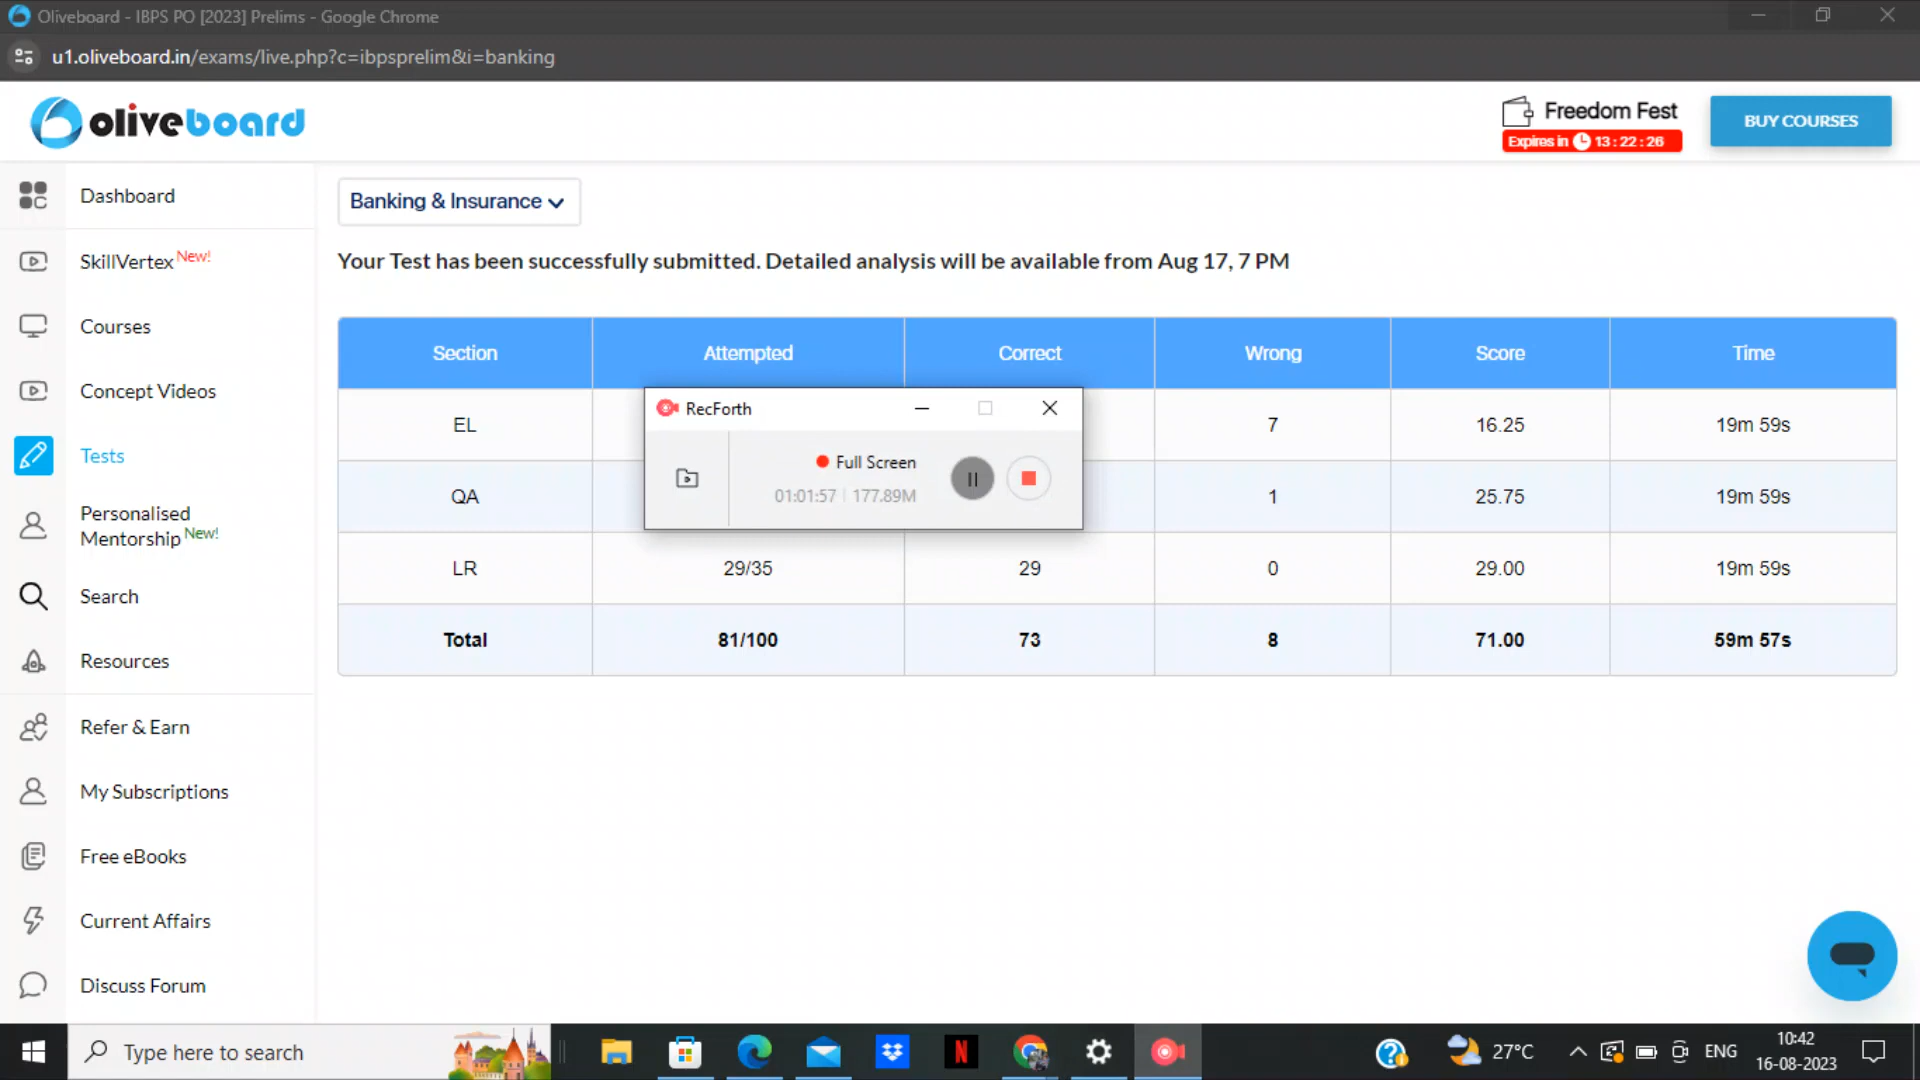 Oliveboard - IBPS PO [2023] Prelims - Google Chrome
u1.oliveboard.in/exams/live.php?c=ibpsprelim&i=banking
oliveboard
Freedom Fest
Expires in 13 : 22 : 26
BUY COURSES
Dashboard
SkillVertex New!
Courses
Concept Videos
Tests
Personalised
Mentorship New!
Search
Resources
Refer & Earn
My Subscriptions
Free eBooks
Current Affairs
Discuss Forum
Banking & Insurance
Your Test has been successfully submitted. Detailed analysis will be available from Aug 17, 7 PM
Section Attempted Correct Wrong Score Time
EL 7 16.25 19m 59s
QA 1 25.75 19m 59s
LR 29/35 29 0 29.00 19m 59s
Total 81/100 73 8 71.00 59m 57s
RecForth
Full Screen
01:01:57 | 177.89M
Type here to search
27°C
ENG
10:42
16-08-2023